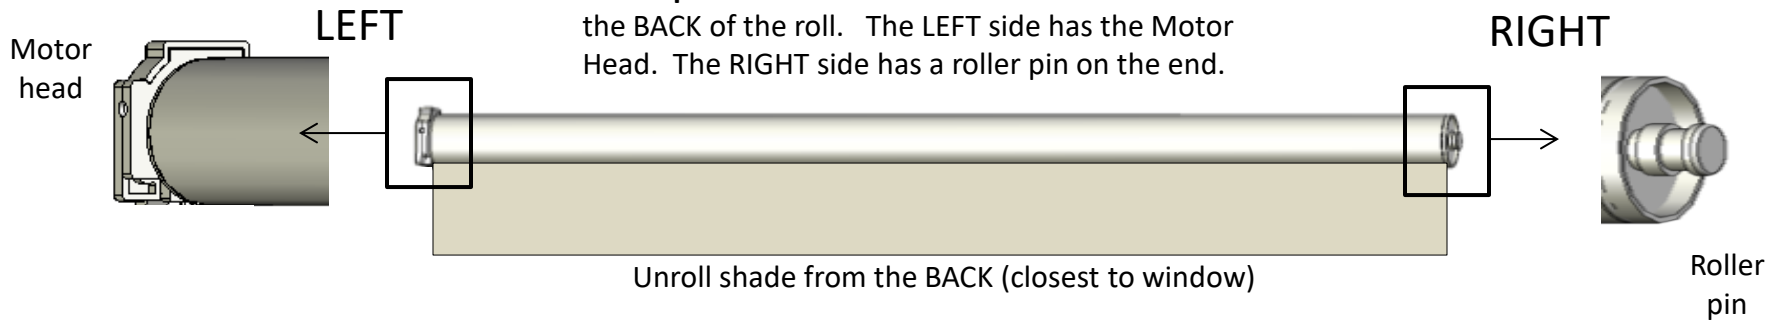 LEFT
the BACK of the roll.   The LEFT side has the Motor
Head.  The RIGHT side has a roller pin on the end.
RIGHT
Motor
head
Unroll shade from the BACK (closest to window)
Roller
pin